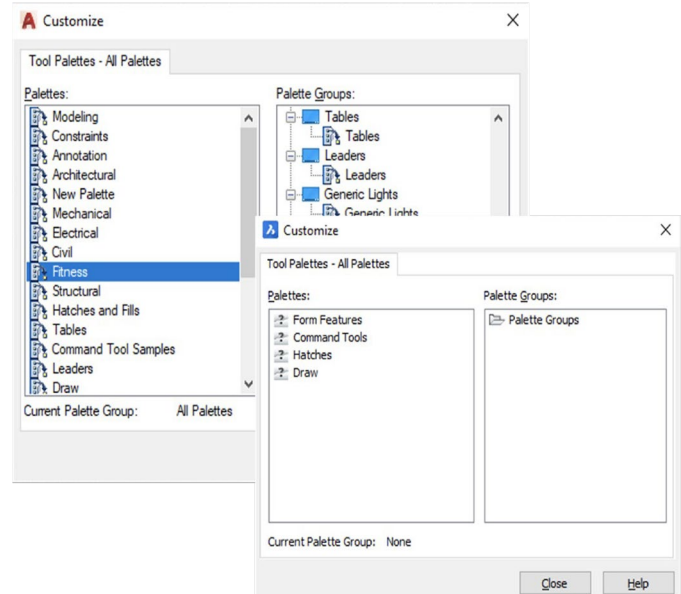 Customize
Tool Palettes - All Palettes
Palettes:
Modeling
Constraints
Annotation
Architectural
New Palette
Mechanical
Electrical
Civil
Fitness
Structural
Hatches and Fills
Tables
Command Tool Samples
Leaders
Draw
Palette Groups:
Tables
Tables
Leaders
Leaders
Generic Lights
Generic Lights
Current Palette Group: All Palettes
Customize
Tool Palettes - All Palettes
Palettes:
Form Features
Command Tools
Hatches
Draw
Palette Groups:
Palette Groups
Current Palette Group: None
Close
Help